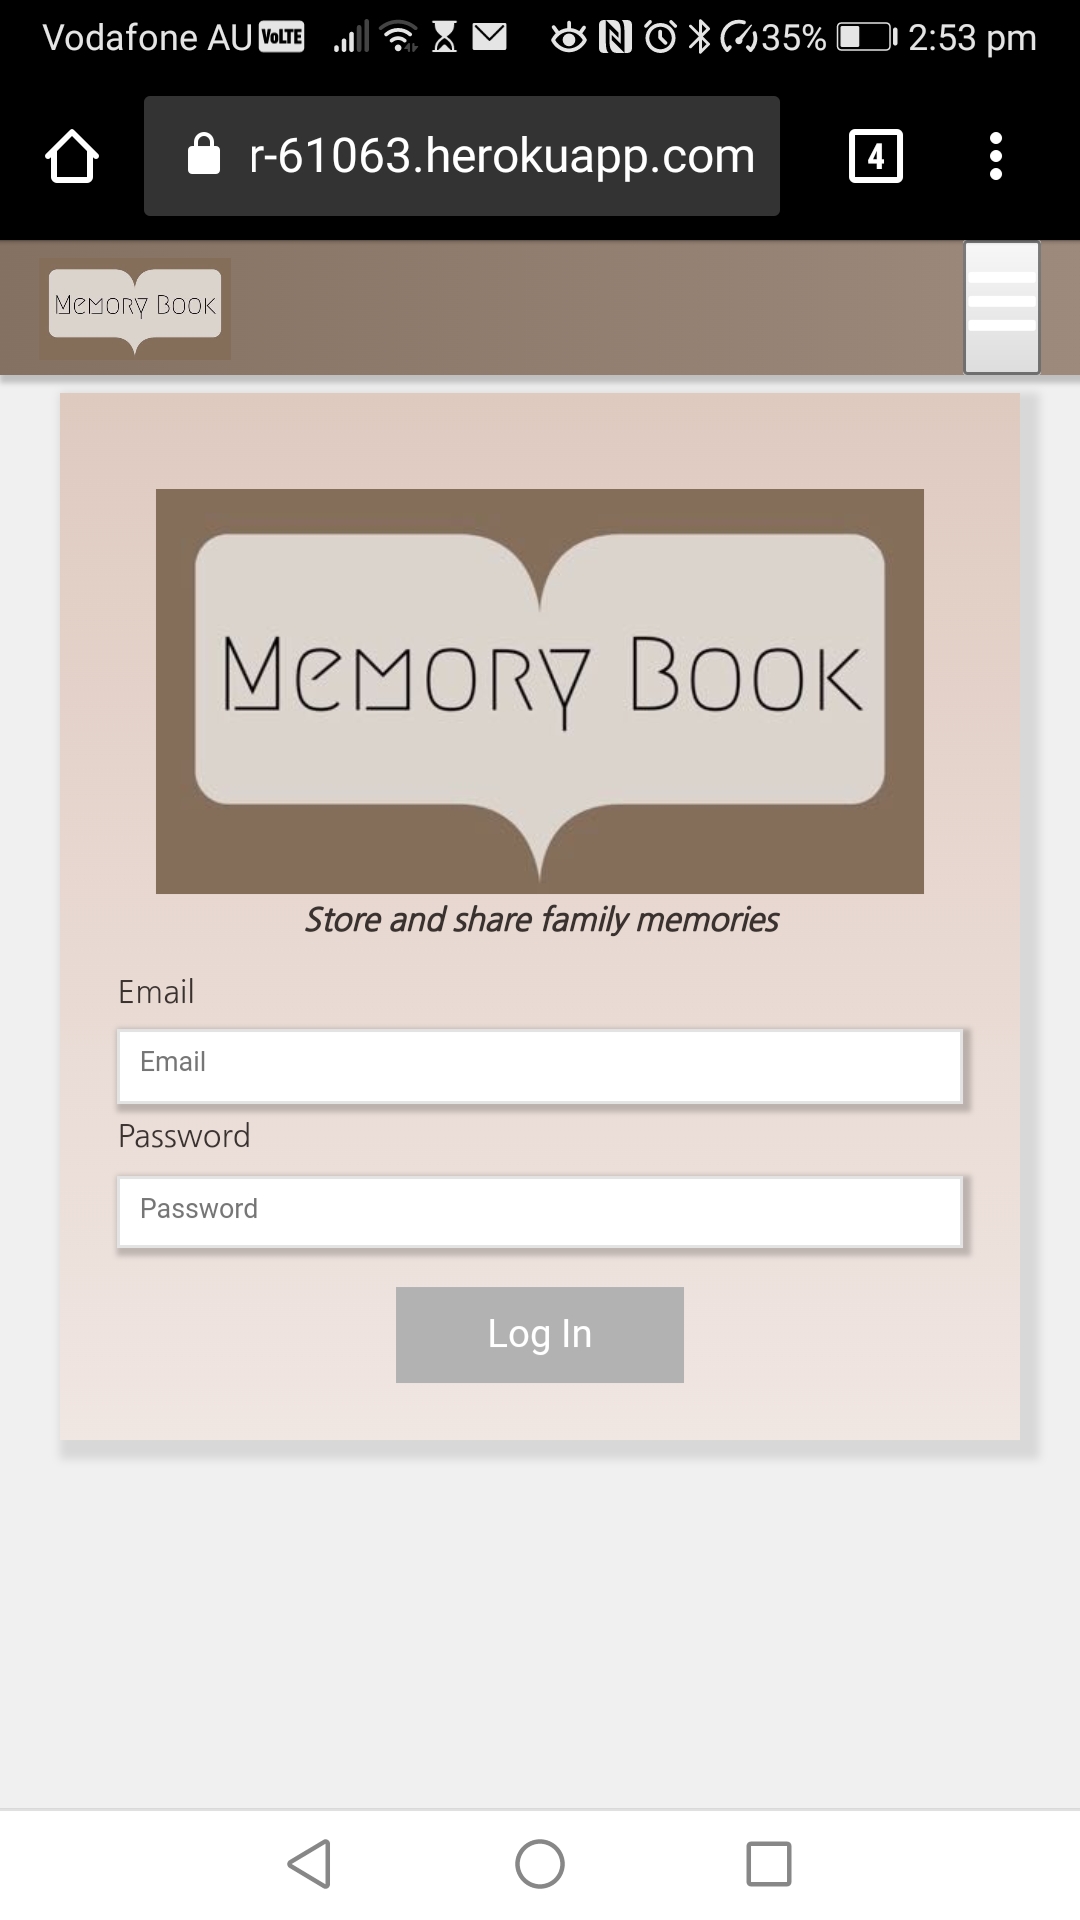 Vodafone AU VoLTE 35% 2:53 pm
r-61063.herokuapp.com 4
Memory Book
Memory Book
Store and share family memories
Email
Email
Password
Password
Log In